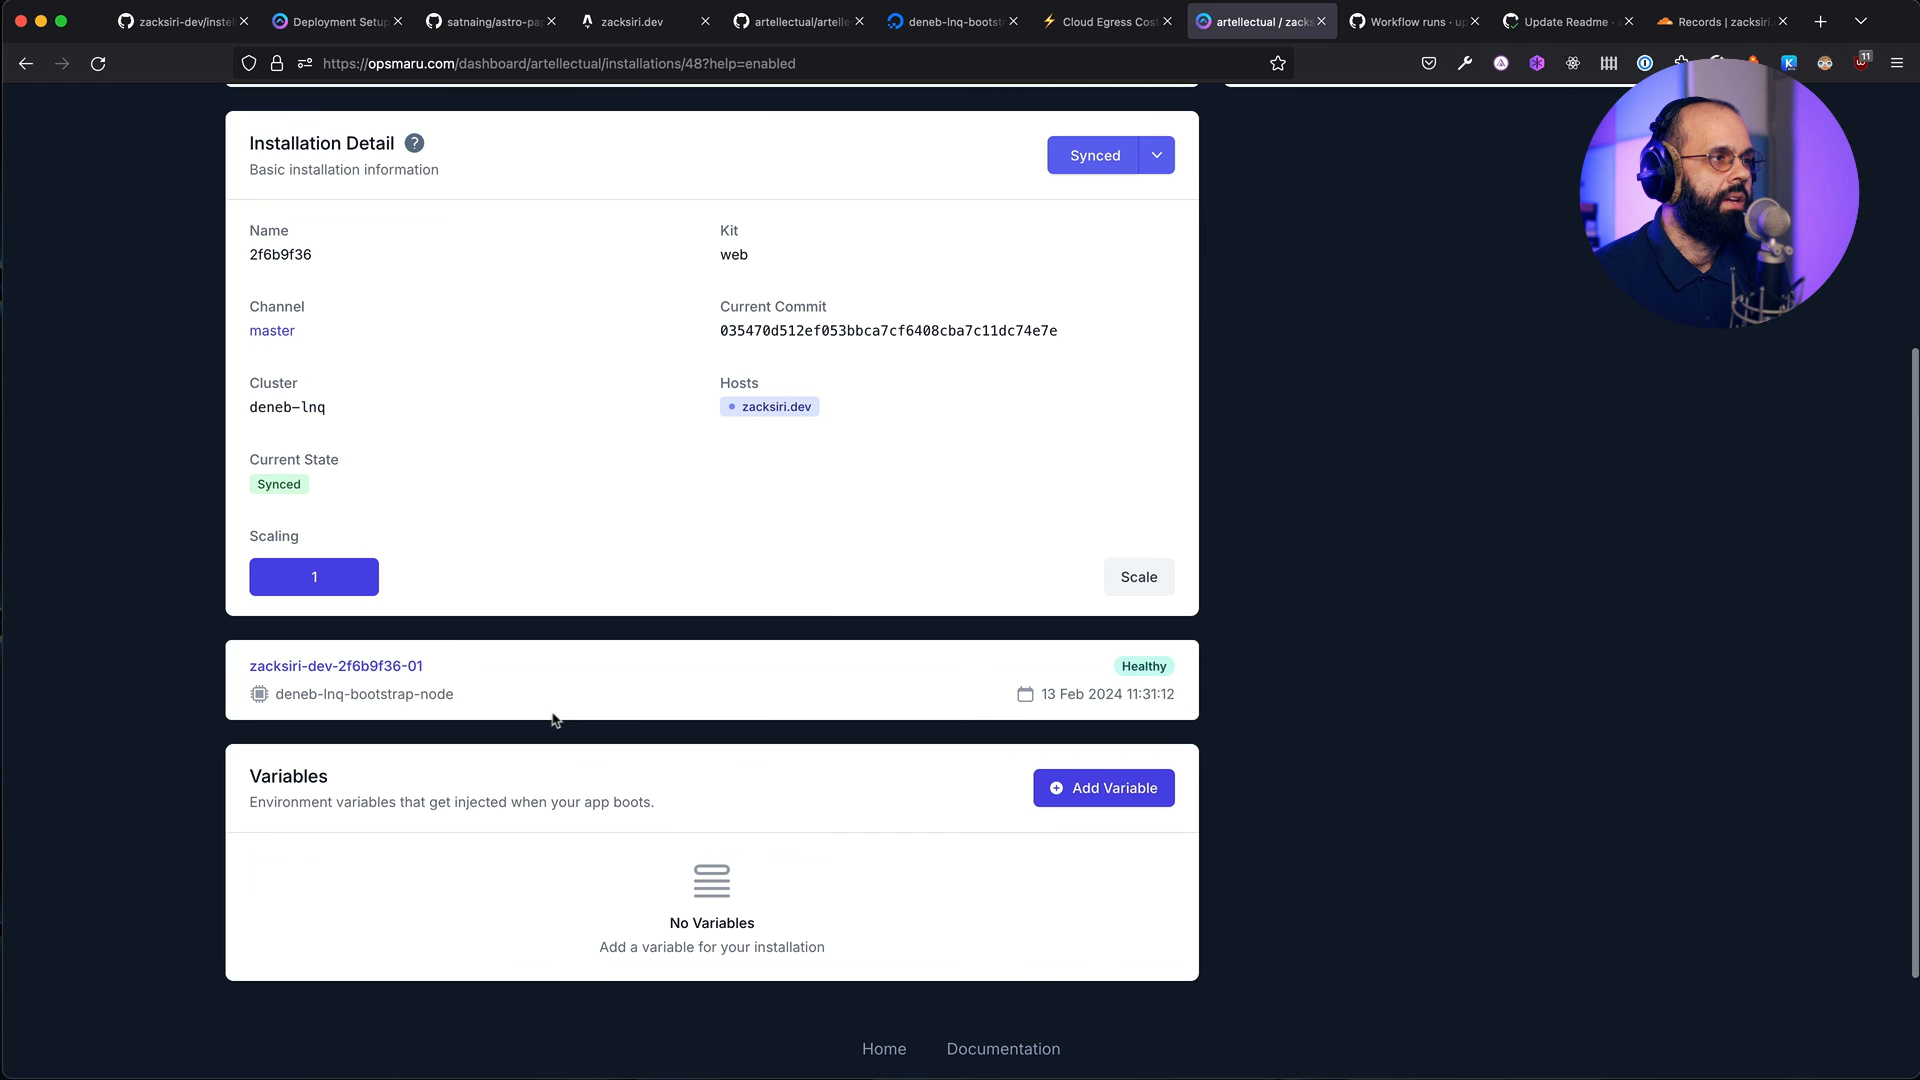 zacksiri-dev/instell
Deployment Setup
satnaing/astro-pa
zacksiri.dev
artellectual/artelle
deneb-lnq-bootst
Cloud Egress Cos
artellectual / zacks
Workflow runs · up
Update Readme ·
Records | zacksiri.
https://opsmaru.com/dashboard/artellectual/installations/48?help=enabled
11
Installation Detail ?
Basic installation information
Synced
Name
2f6b9f36
Kit
web
Channel
master
Current Commit
035470d512ef053bbca7cf6408cba7c11dc74e7e
Cluster
deneb-lnq
Hosts
zacksiri.dev
Current State
Synced
Scaling
1
Scale
zacksiri-dev-2f6b9f36-01
Healthy
deneb-lnq-bootstrap-node
13 Feb 2024 11:31:12
Variables
Environment variables that get injected when your app boots.
Add Variable
No Variables
Add a variable for your installation
Home
Documentation